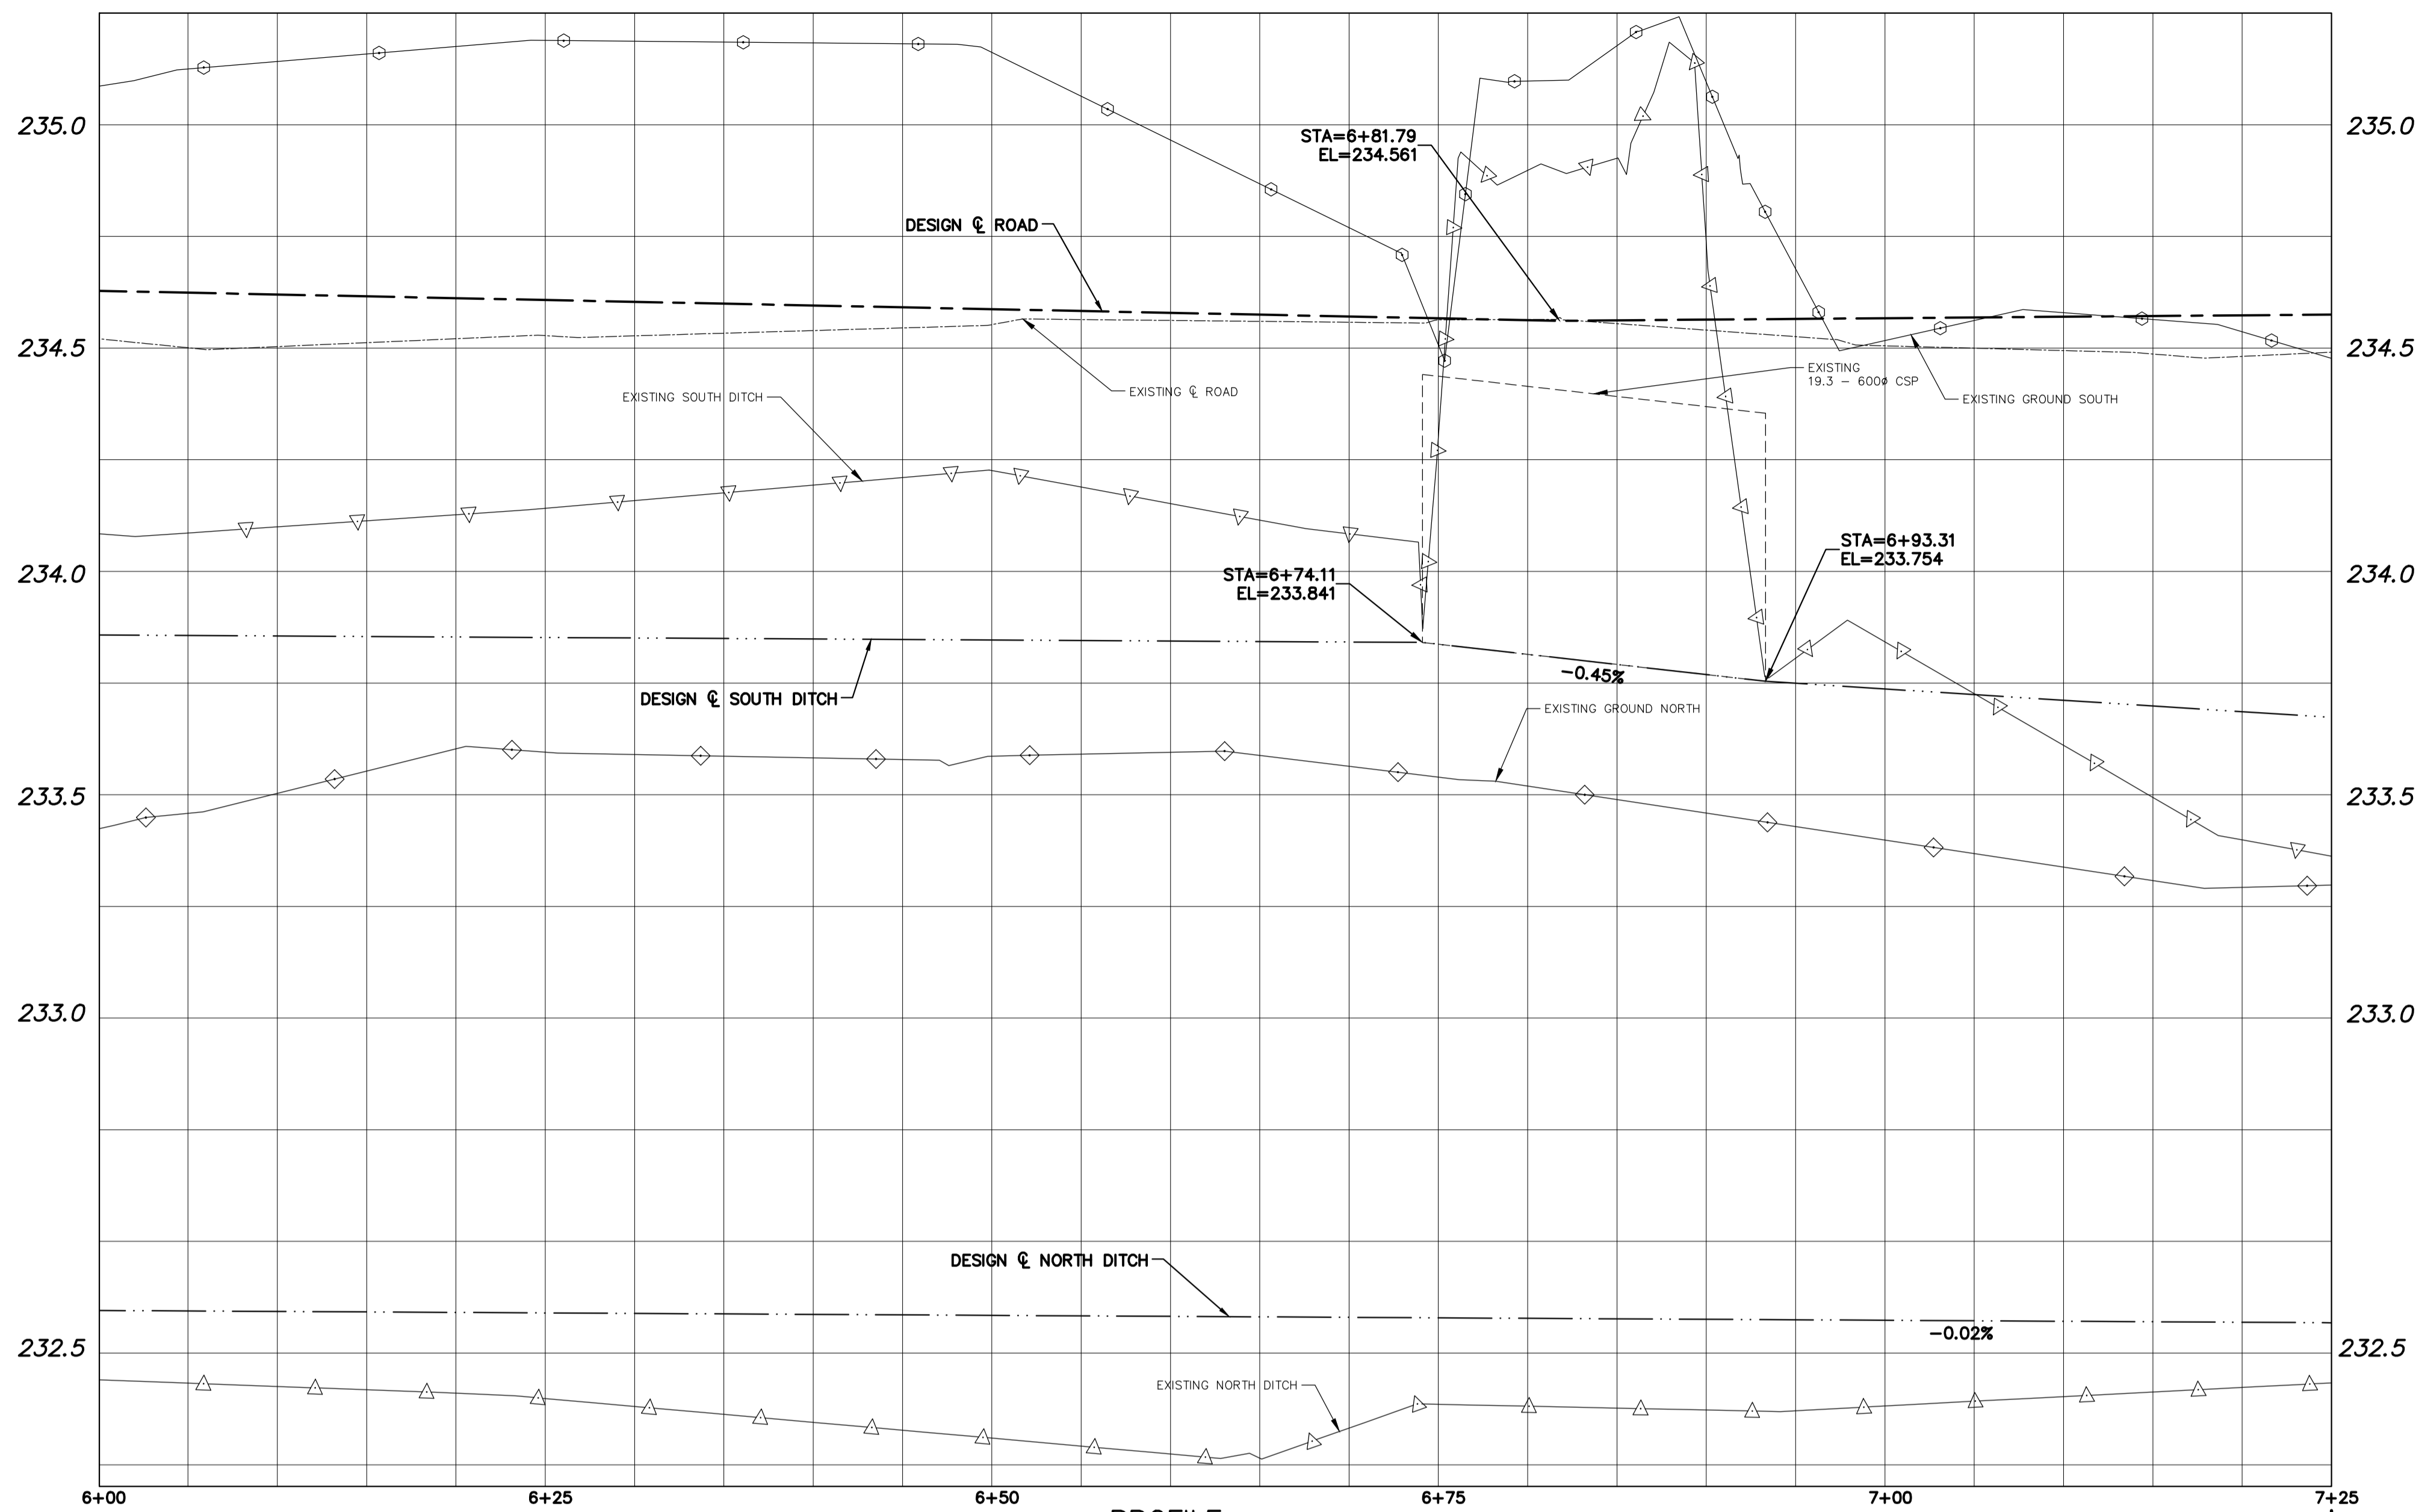 235.0
235.0
STA=6+81.79
EL=234.561
DESIGN ℄ ROAD
234.5
234.5
EXISTING
19.3 – 600ø CSP
EXISTING ℄ ROAD
EXISTING SOUTH DITCH
EXISTING GROUND SOUTH
STA=6+93.31
EL=233.754
234.0
234.0
STA=6+74.11
EL=233.841
-0.45%
DESIGN ℄ SOUTH DITCH
EXISTING GROUND NORTH
233.5
233.5
233.0
233.0
DESIGN ℄ NORTH DITCH
-0.02%
232.5
232.5
EXISTING NORTH DITCH
6+00
6+25
6+50
6+75
7+00
7+25